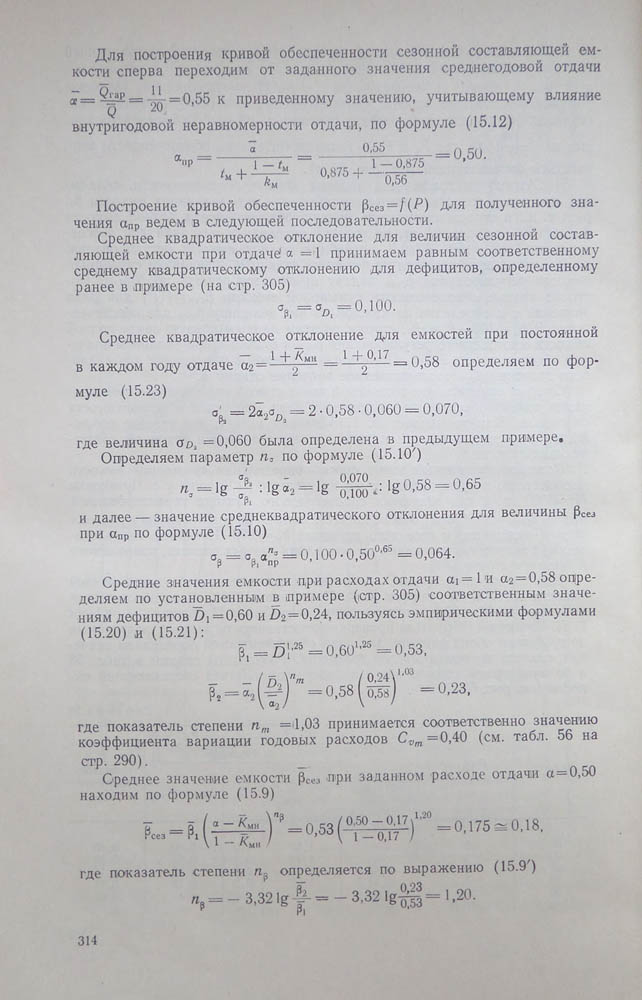 Для построения кривой обеспеченности сезонной составляющей ем-
кости сперва переходим от заданного значения среднегодовой отдачи
ᾱ = Q̄гар / Q̄ = 11 / 20 = 0,55 к приведенному значению, учитывающему влияние
внутригодовой неравномерности отдачи, по формуле (15.12)
αпр = ᾱ / (tм + (1 − tм) / kм) = 0,55 / (0,875 + (1 − 0,875) / 0,56) = 0,50.
Построение кривой обеспеченности βсез = f(P) для полученного зна-
чения αпр ведем в следующей последовательности.
Среднее квадратическое отклонение для величин сезонной состав-
ляющей емкости при отдаче α = 1 принимаем равным соответственному
среднему квадратическому отклонению для дефицитов, определенному
ранее в примере (на стр. 305)
σβ₁ = σD₁ = 0,100.
Среднее квадратическое отклонение для емкостей при постоянной
в каждом году отдаче ᾱ₂ = (1 + K̄мн) / 2 = (1 + 0,17) / 2 = 0,58 определяем по фор-
муле (15.23)
σ′β₂ = 2ᾱ₂σD₂ = 2 · 0,58 · 0,060 = 0,070,
где величина σD₂ = 0,060 была определена в предыдущем примере.
Определяем параметр nσ по формуле (15.10′)
nσ = lg σ′β₂ / σβ₁ : lg ᾱ₂ = lg 0,070 / 0,100 : lg 0,58 = 0,65
и далее — значение среднеквадратического отклонения для величины βсез
при αпр по формуле (15.10)
σβ = σβ₁ αпр^nσ = 0,100 · 0,50^0,65 = 0,064.
Средние значения емкости при расходах отдачи α₁ = 1 и α₂ = 0,58 опре-
деляем по установленным в примере (стр. 305) соответственным значе-
ниям дефицитов D̄₁ = 0,60 и D̄₂ = 0,24, пользуясь эмпирическими формулами
(15.20) и (15.21):
β̄₁ = D̄₁^1,25 = 0,60^1,25 = 0,53,
β̄₂ = ᾱ₂ (D̄₂ / ᾱ₂)^nm = 0,58 (0,24 / 0,58)^1,03 = 0,23,
где показатель степени nm = 1,03 принимается соответственно значению
коэффициента вариации годовых расходов Cvm = 0,40 (см. табл. 56 на
стр. 290).
Среднее значение емкости β̄сез при заданном расходе отдачи α = 0,50
находим по формуле (15.9)
β̄сез = β̄₁ ((α − K̄мн) / (1 − K̄мн))^nβ = 0,53 ((0,50 − 0,17) / (1 − 0,17))^1,20 = 0,175 ≅ 0,18,
где показатель степени nβ определяется по выражению (15.9′)
nβ = − 3,32 lg β̄₂ / β̄₁ = − 3,32 lg 0,23 / 0,53 = 1,20.
314